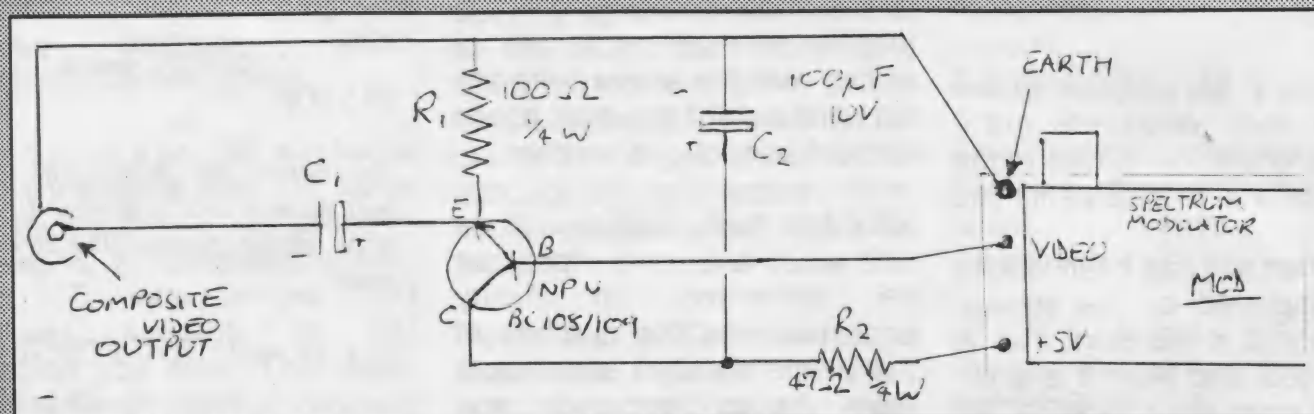 EARTH
100Ω
¼ W
R1
100µF
10V
-
+
C2
C1
E
SPECTRUM
MODULATOR
B
VIDEO
- +
NPN
MOD
COMPOSITE
VIDEO
OUTPUT
C
BC108/109
R2
+5V
47Ω ¼W
-